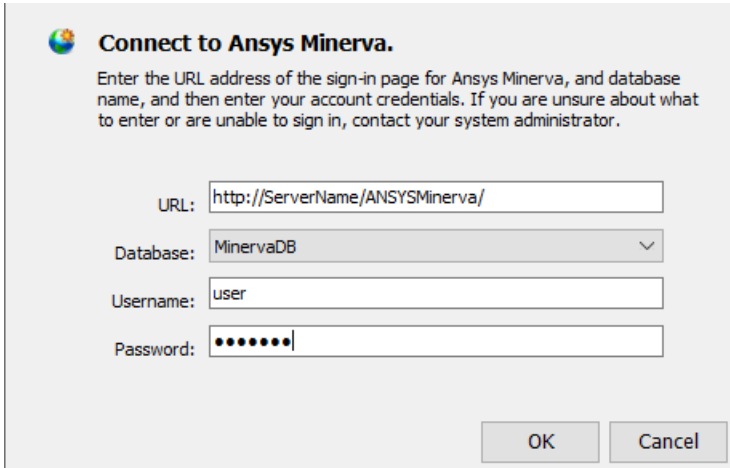 Connect to Ansys Minerva.
Enter the URL address of the sign-in page for Ansys Minerva, and database
name, and then enter your account credentials. If you are unsure about what
to enter or are unable to sign in, contact your system administrator.
URL: http://ServerName/ANSYSMinerva/
Database: MinervaDB
Username: user
Password: ●●●●●●●
OK Cancel